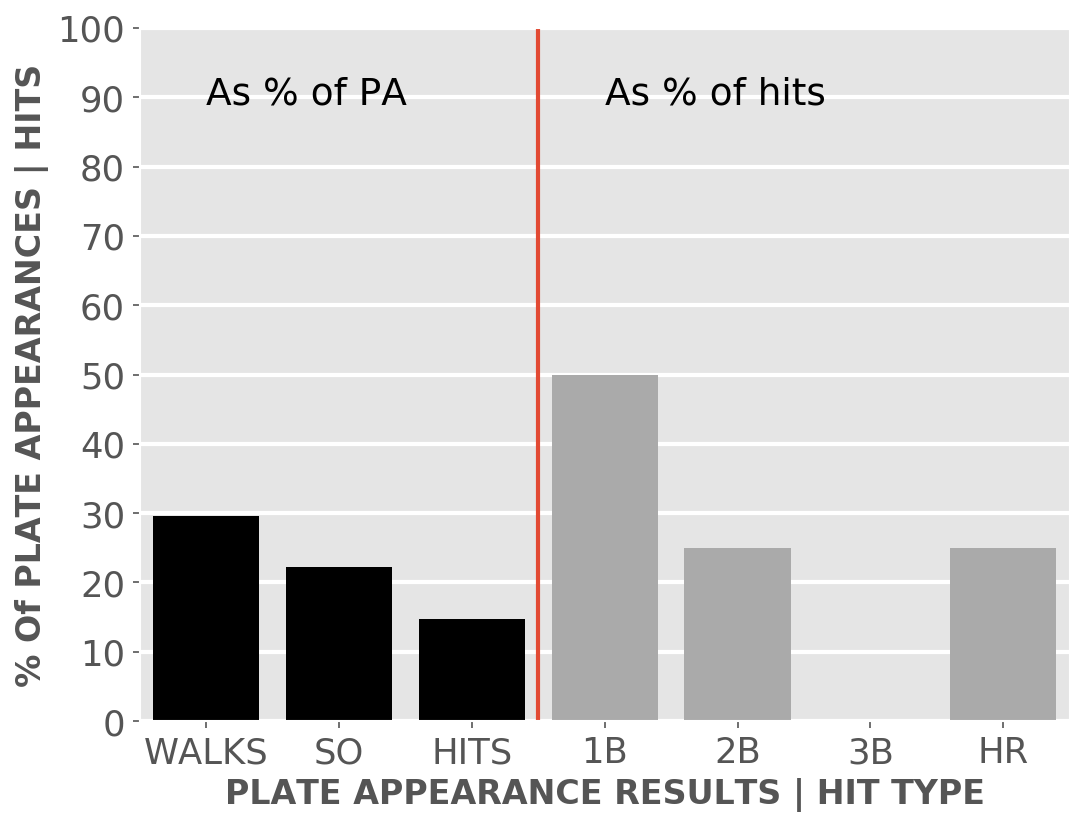 % Of PLATE APPEARANCES | HITS
100
90
80
70
60
50
40
30
20
10
0
As % of PA
As % of hits
WALKS SO HITS 1B 2B 3B HR
PLATE APPEARANCE RESULTS | HIT TYPE